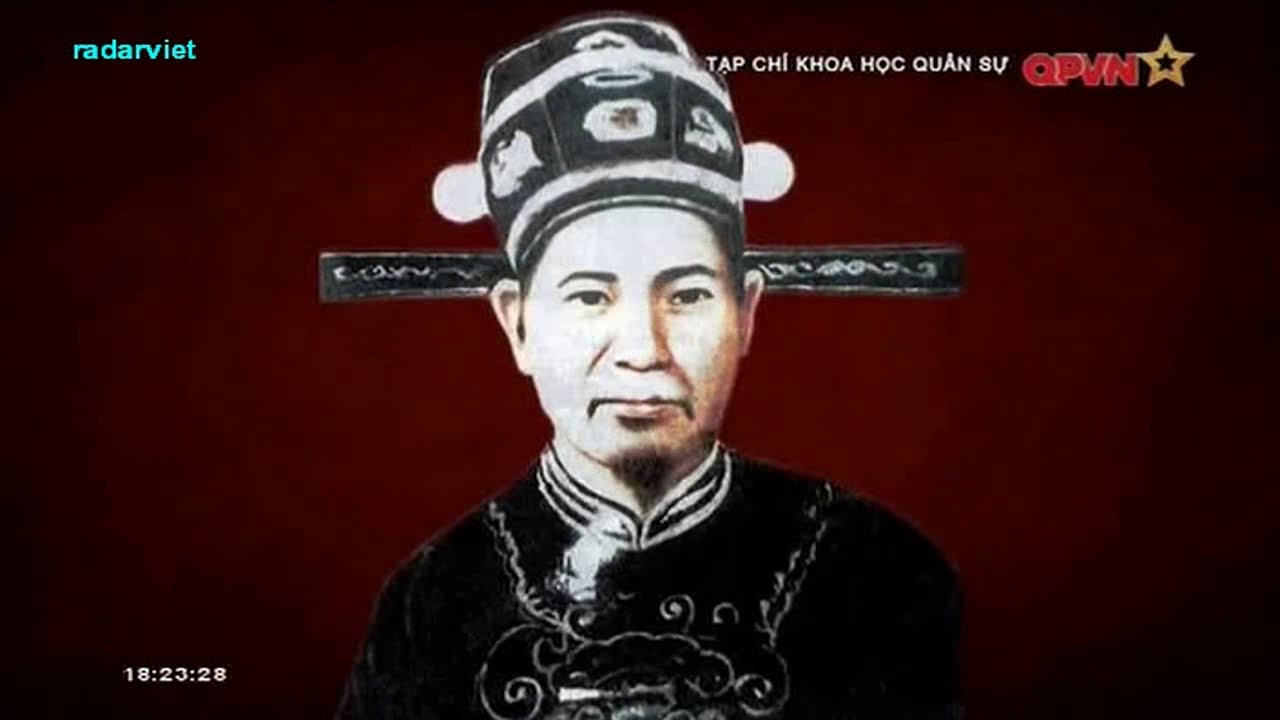 radarviet
TẠP CHÍ KHOA HỌC QUÂN SỰ QPVN
18:23:28